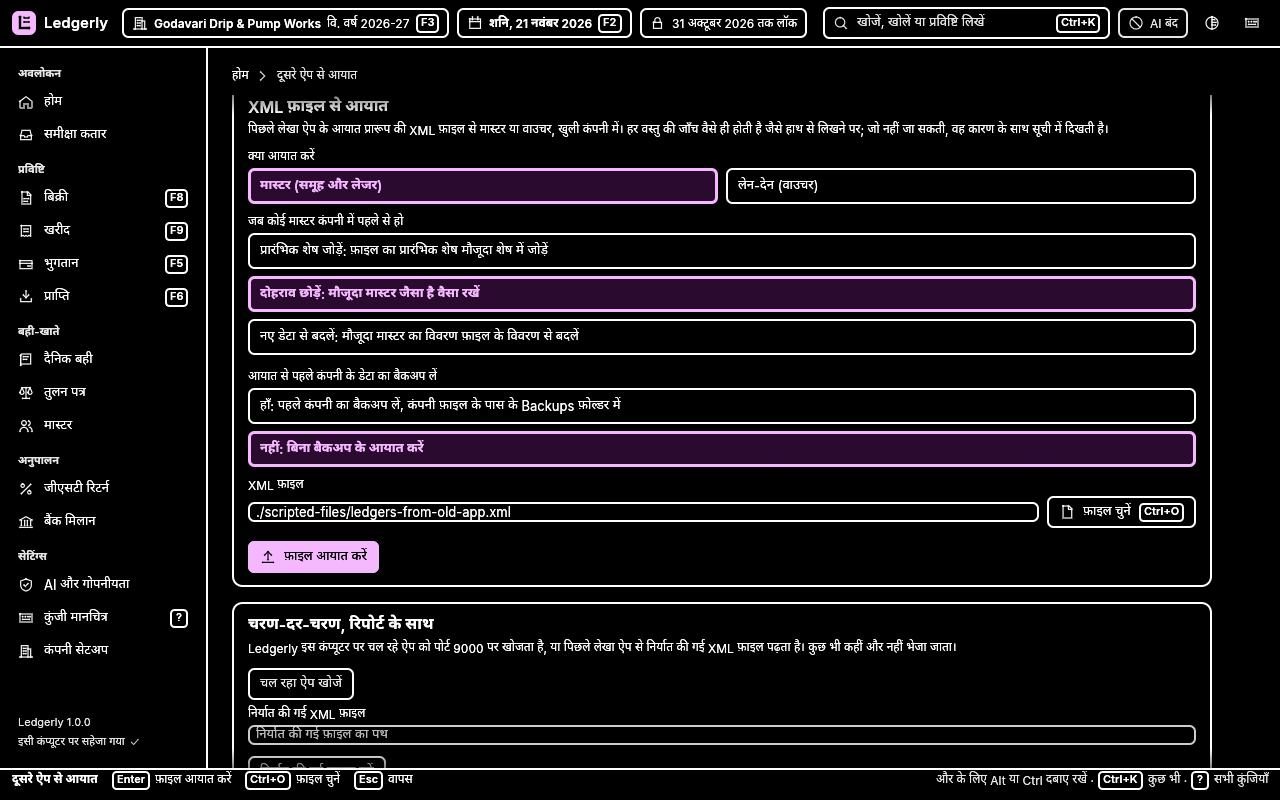 Ledgerly
Godavari Drip & Pump Works वि. वर्ष 2026-27 F3
शनि, 21 नवंबर 2026 F2
31 अक्टूबर 2026 तक लॉक
खोजें, खोलें या प्रविष्टि लिखें Ctrl+K
AI बंद
अवलोकन
होम
समीक्षा कतार
प्रविष्टि
बिक्री F8
खरीद F9
भुगतान F5
प्राप्ति F6
बही-खाते
दैनिक बही
तुलन पत्र
मास्टर
अनुपालन
जीएसटी रिटर्न
बैंक मिलान
सेटिंग्स
AI और गोपनीयता
कुंजी मानचित्र ?
कंपनी सेटअप
Ledgerly 1.0.0
इसी कंप्यूटर पर सहेजा गया
होम
दूसरे ऐप से आयात
XML फ़ाइल से आयात
पिछले लेखा ऐप के आयात प्रारूप की XML फ़ाइल से मास्टर या वाउचर, खुली कंपनी में। हर वस्तु की जाँच वैसे ही होती है जैसे हाथ से लिखने पर; जो नहीं जा सकती, वह कारण के साथ सूची में दिखती है।
क्या आयात करें
मास्टर (समूह और लेजर)
लेन-देन (वाउचर)
जब कोई मास्टर कंपनी में पहले से हो
प्रारंभिक शेष जोड़ें: फ़ाइल का प्रारंभिक शेष मौजूदा शेष में जोड़ें
दोहराव छोड़ें: मौजूदा मास्टर जैसा है वैसा रखें
नए डेटा से बदलें: मौजूदा मास्टर का विवरण फ़ाइल के विवरण से बदलें
आयात से पहले कंपनी के डेटा का बैकअप लें
हाँ: पहले कंपनी का बैकअप लें, कंपनी फ़ाइल के पास के Backups फ़ोल्डर में
नहीं: बिना बैकअप के आयात करें
XML फ़ाइल
./scripted-files/ledgers-from-old-app.xml
फ़ाइल चुनें Ctrl+O
फ़ाइल आयात करें
चरण-दर-चरण, रिपोर्ट के साथ
Ledgerly इस कंप्यूटर पर चल रहे ऐप को पोर्ट 9000 पर खोजता है, या पिछले लेखा ऐप से निर्यात की गई XML फ़ाइल पढ़ता है। कुछ भी कहीं और नहीं भेजा जाता।
चल रहा ऐप खोजें
निर्यात की गई XML फ़ाइल
निर्यात की गई फ़ाइल का पथ
दूसरे ऐप से आयात Enter फ़ाइल आयात करें Ctrl+O फ़ाइल चुनें Esc वापस
और के लिए Alt या Ctrl दबाए रखें · Ctrl+K कुछ भी · ? सभी कुंजियाँ